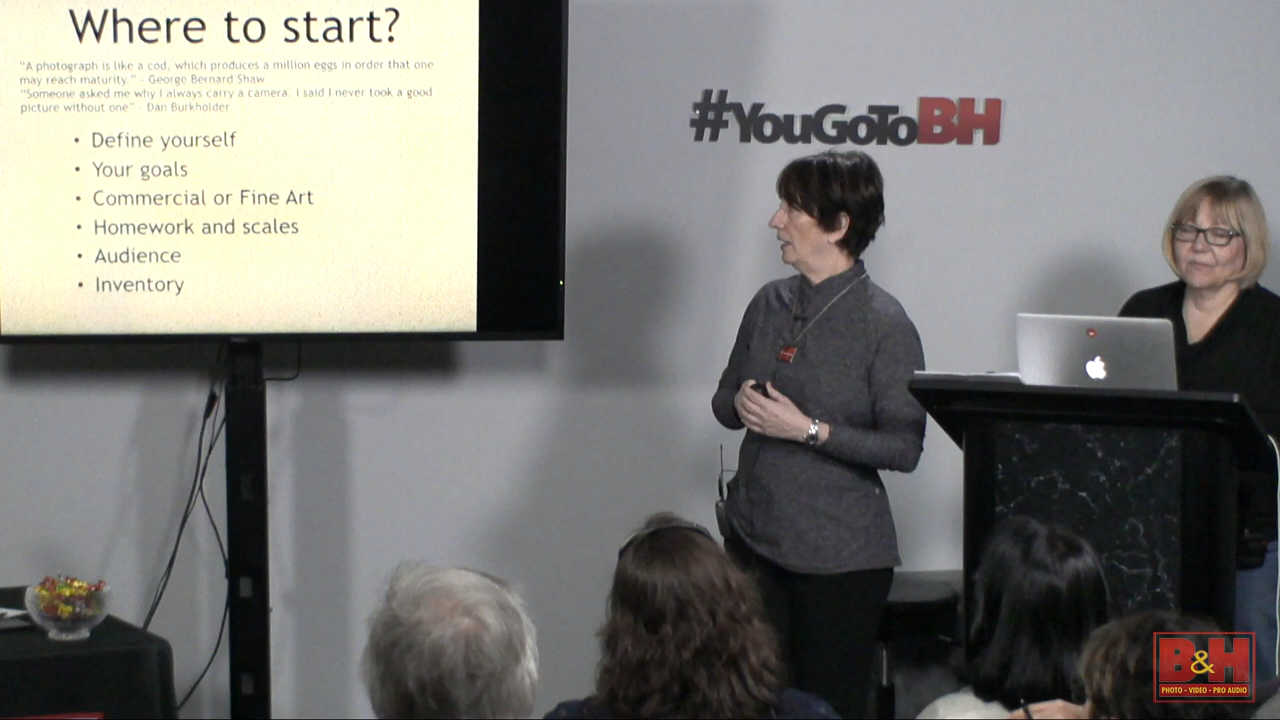 Where to start?
"A photograph is like a cod, which produces a million eggs in order that one
may reach maturity." - George Bernard Shaw
"Someone asked me why I always carry a camera. I said I never took a good
picture without one" - Dan Burkholder
• Define yourself
• Your goals
• Commercial or Fine Art
• Homework and scales
• Audience
• Inventory
#YouGoToBH
B&H
PHOTO - VIDEO - PRO AUDIO